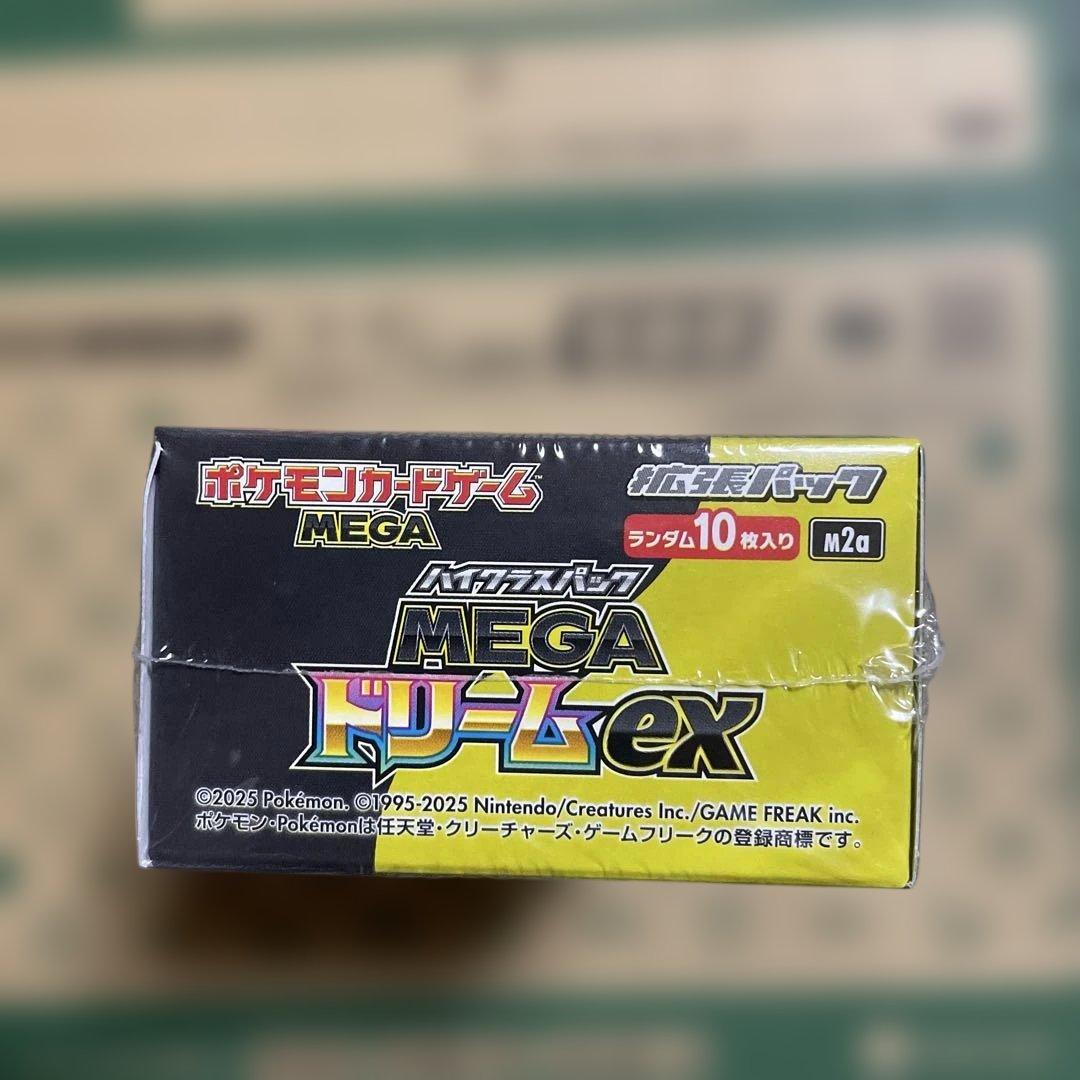 ポケモンカードゲーム
MEGA
拡張パック
ランダム10枚入り
M2a
ハイクラスパック
MEGA
ドリームex
©2025 Pokémon. ©1995-2025 Nintendo/Creatures Inc./GAME FREAK inc.
ポケモン・Pokémonは任天堂・クリーチャーズ・ゲームフリークの登録商標です。